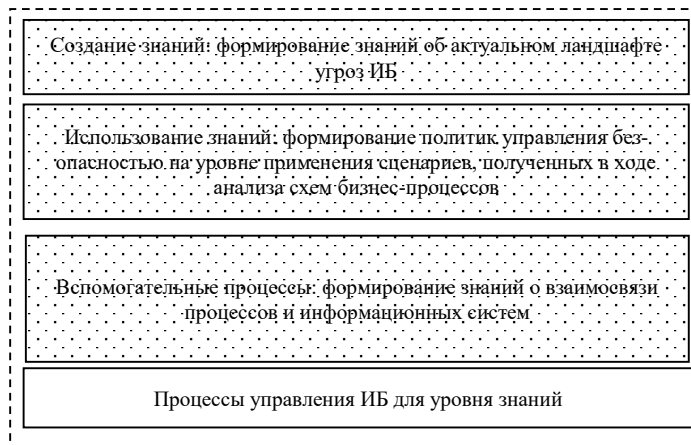 Создание знаний: формирование знаний об актуальном ландшафте
угроз ИБ
Использование знаний: формирование политик управления без-
опасностью на уровне применения сценариев, полученных в ходе
анализа схем бизнес-процессов
Вспомогательные процессы: формирование знаний о взаимосвязи
процессов и информационных систем
Процессы управления ИБ для уровня знаний